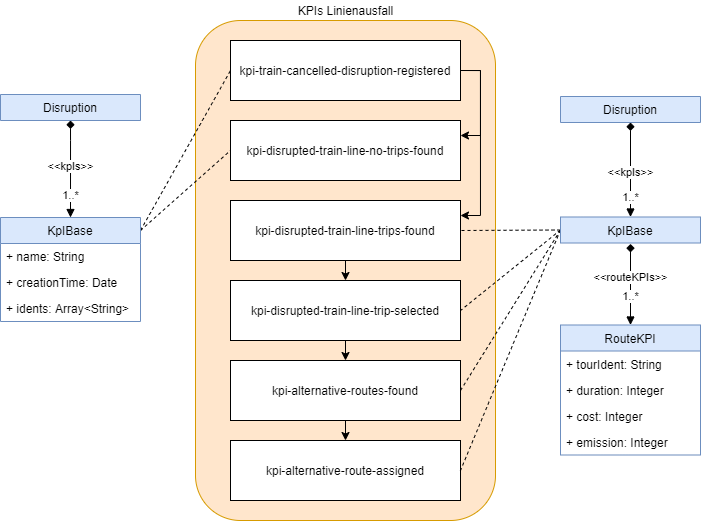 KPIs Linienausfall
kpi-train-cancelled-disruption-registered
kpi-disrupted-train-line-no-trips-found
kpi-disrupted-train-line-trips-found
kpi-disrupted-train-line-trip-selected
kpi-alternative-routes-found
kpi-alternative-route-assigned
Disruption
<<kpIs>>
1..*
KpIBase
+ name: String
+ creationTime: Date
+ idents: Array<String>
Disruption
<<kpIs>>
1..*
KpIBase
<<routeKPIs>>
1..*
RouteKPI
+ tourIdent: String
+ duration: Integer
+ cost: Integer
+ emission: Integer